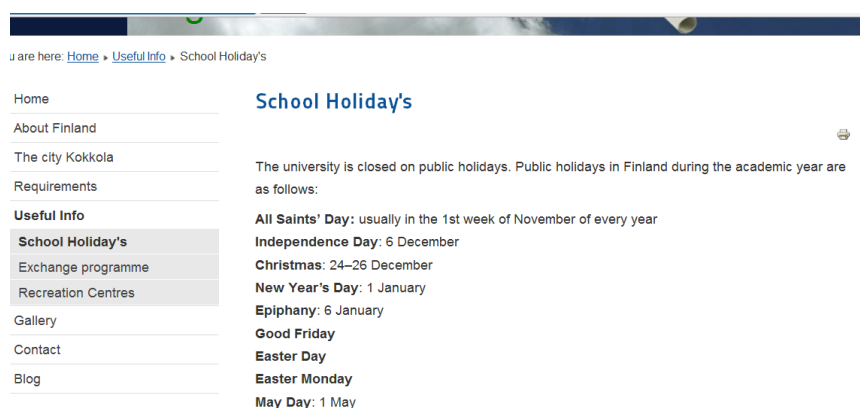 u are here: Home ▸ Useful Info ▸ School Holiday's
Home
About Finland
The city Kokkola
Requirements
Useful Info
School Holiday's
Exchange programme
Recreation Centres
Gallery
Contact
Blog
School Holiday's
The university is closed on public holidays. Public holidays in Finland during the academic year are
as follows:
All Saints' Day: usually in the 1st week of November of every year
Independence Day: 6 December
Christmas: 24–26 December
New Year's Day: 1 January
Epiphany: 6 January
Good Friday
Easter Day
Easter Monday
May Day: 1 May